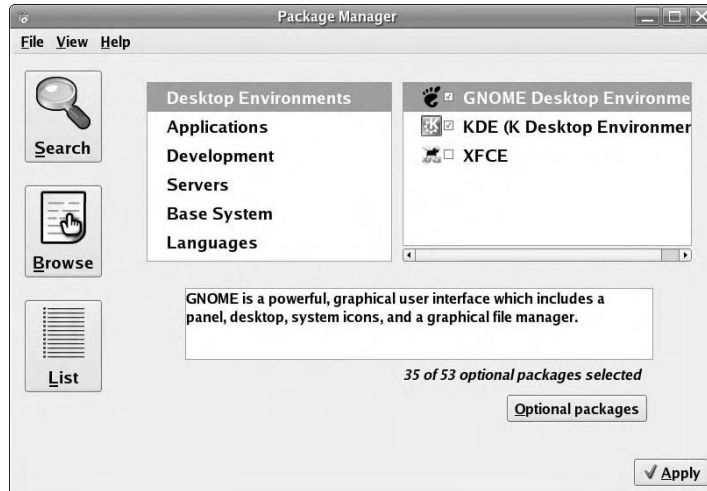 Package Manager
File View Help
Search
Browse
List
Desktop Environments
Applications
Development
Servers
Base System
Languages
GNOME Desktop Environme
KDE (K Desktop Environmer
XFCE
GNOME is a powerful, graphical user interface which includes a
panel, desktop, system icons, and a graphical file manager.
35 of 53 optional packages selected
Optional packages
Apply